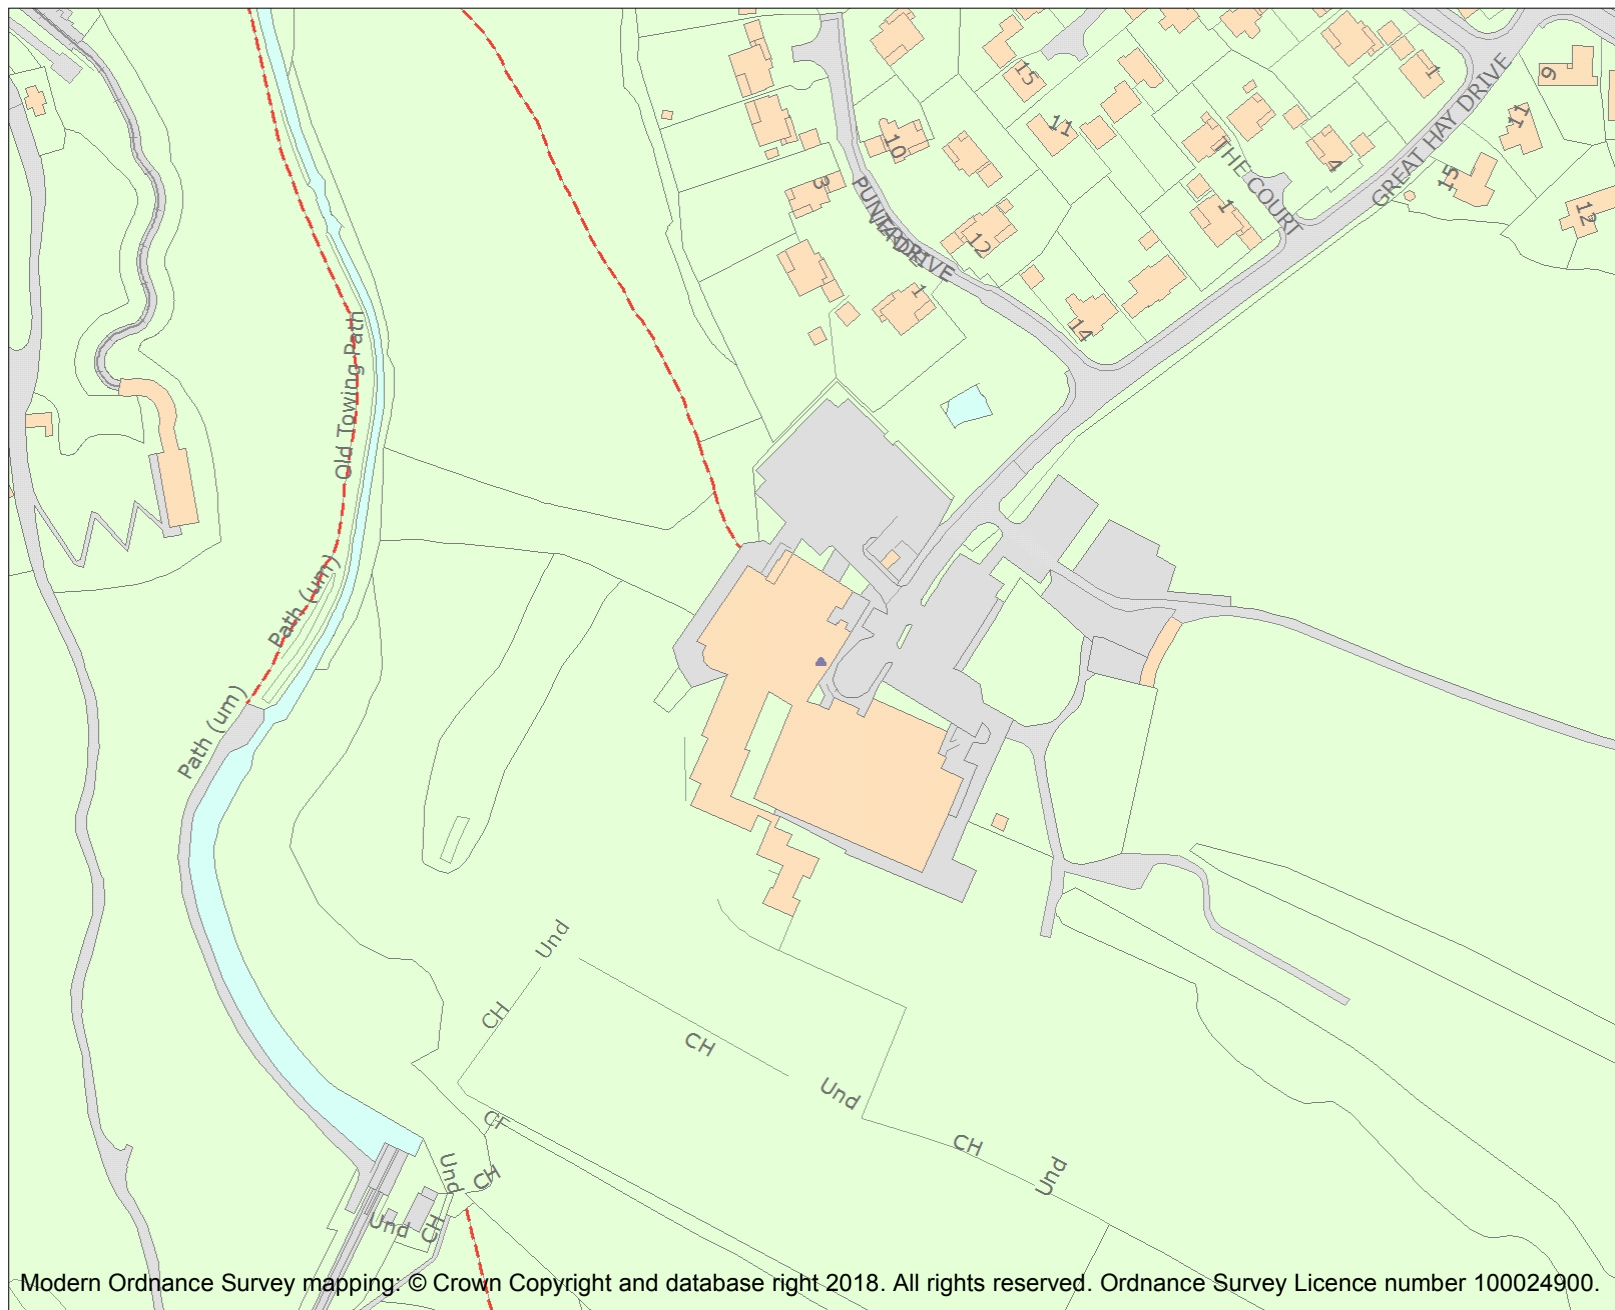 15
1
9
GREAT HAY DRIVE
11
11
10
THE COURT
4
15
3
1
12
12
DRIVE
1
14
Old Towing Path
Path (um)
Path (um)
Und
CH
CH
Und
CF
CH
Und
CH
Und
Und
CH
Modern Ordnance Survey mapping: © Crown Copyright and database right 2018. All rights reserved. Ordnance Survey Licence number 100024900.